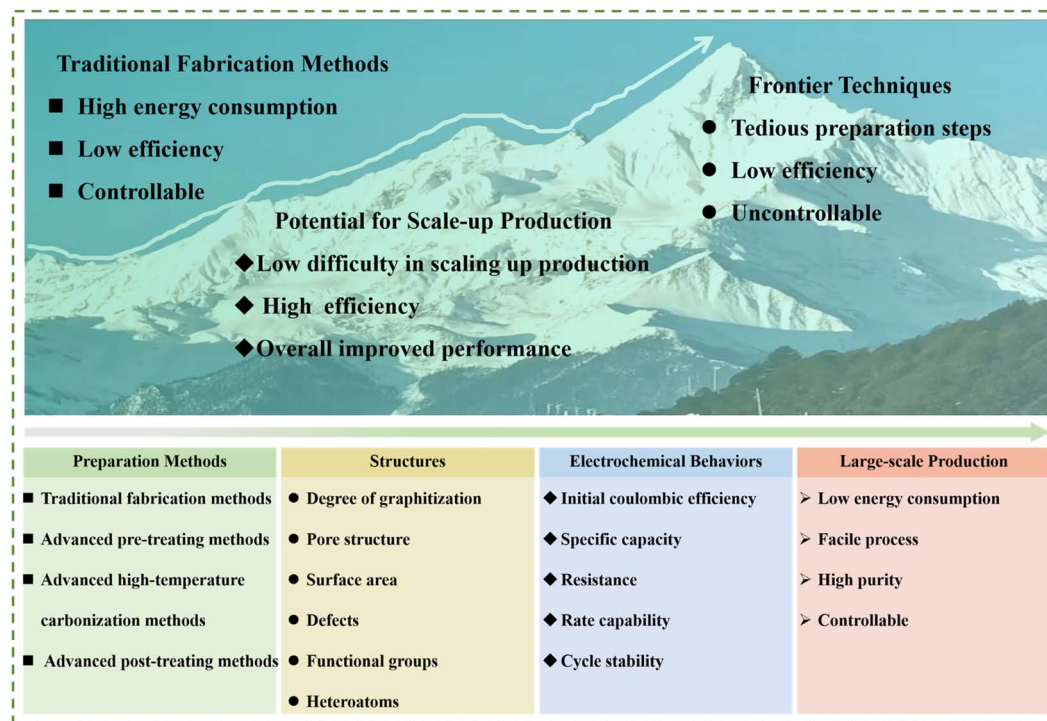 Traditional Fabrication Methods
■ High energy consumption
■ Low efficiency
■ Controllable
Frontier Techniques
● Tedious preparation steps
● Low efficiency
● Uncontrollable
Potential for Scale-up Production
◆Low difficulty in scaling up production
◆ High efficiency
◆Overall improved performance
Preparation Methods
■ Traditional fabrication methods
■ Advanced pre-treating methods
■ Advanced high-temperature
carbonization methods
■ Advanced post-treating methods
Structures
● Degree of graphitization
● Pore structure
● Surface area
● Defects
● Functional groups
● Heteroatoms
Electrochemical Behaviors
◆ Initial coulombic efficiency
◆ Specific capacity
◆ Resistance
◆ Rate capability
◆ Cycle stability
Large-scale Production
➢ Low energy consumption
➢ Facile process
➢ High purity
➢ Controllable